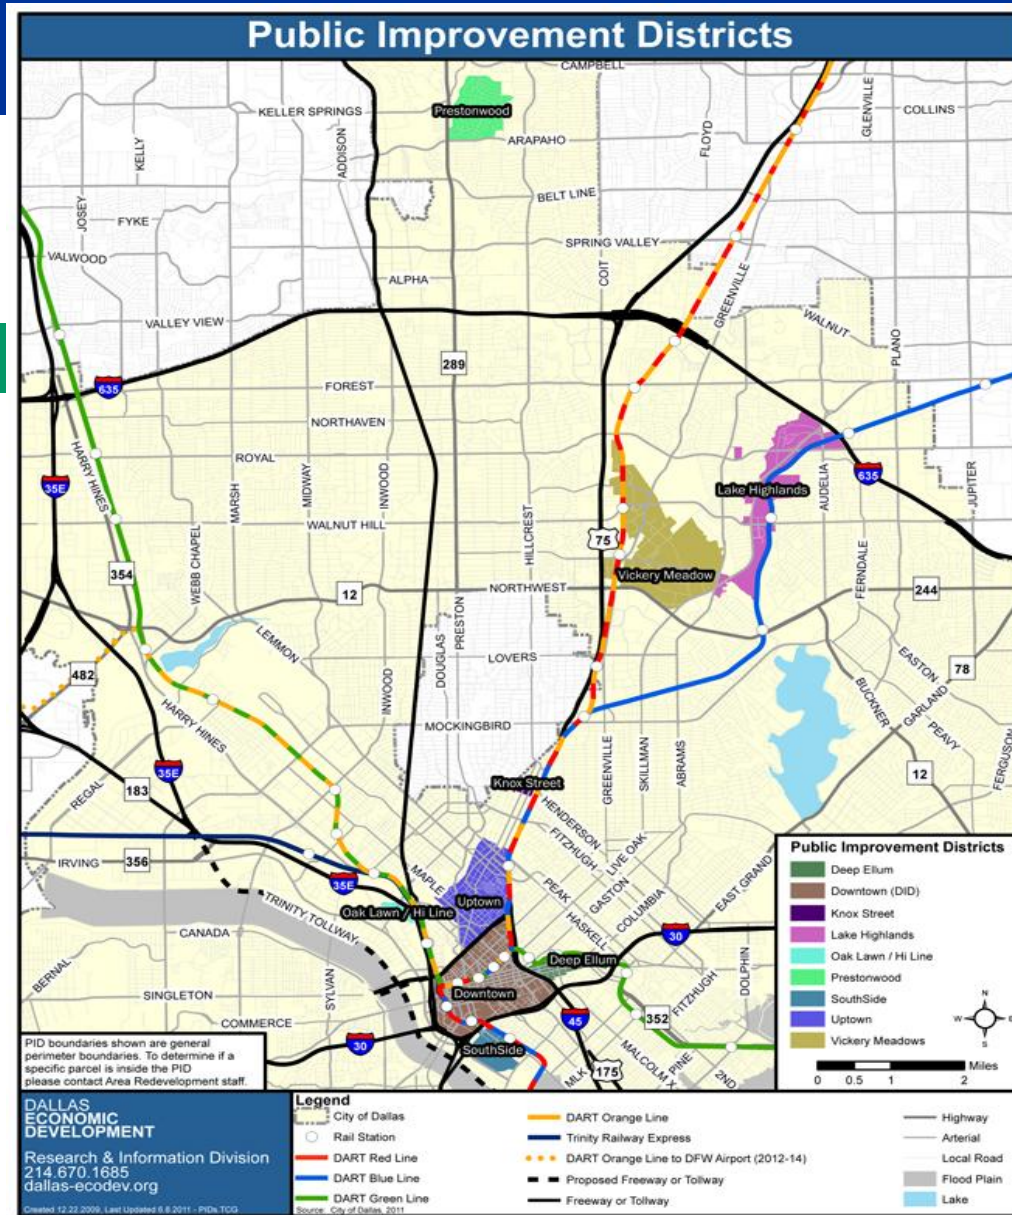 Public Improvement Districts
CAMPBELL
KELLER SPRINGS
Prestonwood
GLENVILLE
COLLINS
KELLY
ADDISON
ARAPAHO
FLOYD
JOSEY
FYKE
BELT LINE
VALWOOD
SPRING VALLEY
ALPHA
COIT
GREENVILLE
VALLEY VIEW
WALNUT
PLANO
289
635
FOREST
NORTHAVEN
HARRY HINES
ROYAL
MARSH
MIDWAY
INWOOD
35E
Lake Highlands
AUDELIA
635
JUPITER
WALNUT HILL
HILLCREST
75
354
WEBB CHAPEL
Vickery Meadow
FERNDALE
12
NORTHWEST
244
LEMMON
DOUGLAS
PRESTON
LOVERS
482
INWOOD
EASTON
78
HARRY HINES
MOCKINGBIRD
BUCKNER
GARLAND
PEAVY
35E
GREENVILLE
SKILLMAN
ABRAMS
12
FERGUSON
REGAL
183
Knox Street
HENDERSON
FITZHUGH
LIVE OAK
IRVING
356
35E
MAPLE
PEAK
GASTON
COLUMBIA
EAST GRAND
HASKELL
TRINITY TOLLWAY
Oak Lawn / Hi Line
Uptown
CANADA
30
BERNAL
SYLVAN
Deep Ellum
DOLPHIN
SINGLETON
Downtown
FITZHUGH
COMMERCE
45
352
30
SouthSide
175
MLK
MALCOLM X
PINE
2ND
Public Improvement Districts
Deep Ellum
Downtown (DID)
Knox Street
Lake Highlands
Oak Lawn / Hi Line
Prestonwood
SouthSide
Uptown
Vickery Meadows
N
W
E
S
Miles
0 0.5 1 2
PID boundaries shown are general
perimeter boundaries. To determine if a
specific parcel is inside the PID
please contact Area Redevelopment staff.
DALLAS
ECONOMIC
DEVELOPMENT
Research & Information Division
214.670.1685
dallas-ecodev.org
Created 12.22.2009, Last Updated 6.6.2011 - PIDs.TCG
Legend
City of Dallas
Rail Station
DART Red Line
DART Blue Line
DART Green Line
Source: City of Dallas, 2011
DART Orange Line
Trinity Railway Express
DART Orange Line to DFW Airport (2012-14)
Proposed Freeway or Tollway
Freeway or Tollway
Highway
Arterial
Local Road
Flood Plain
Lake